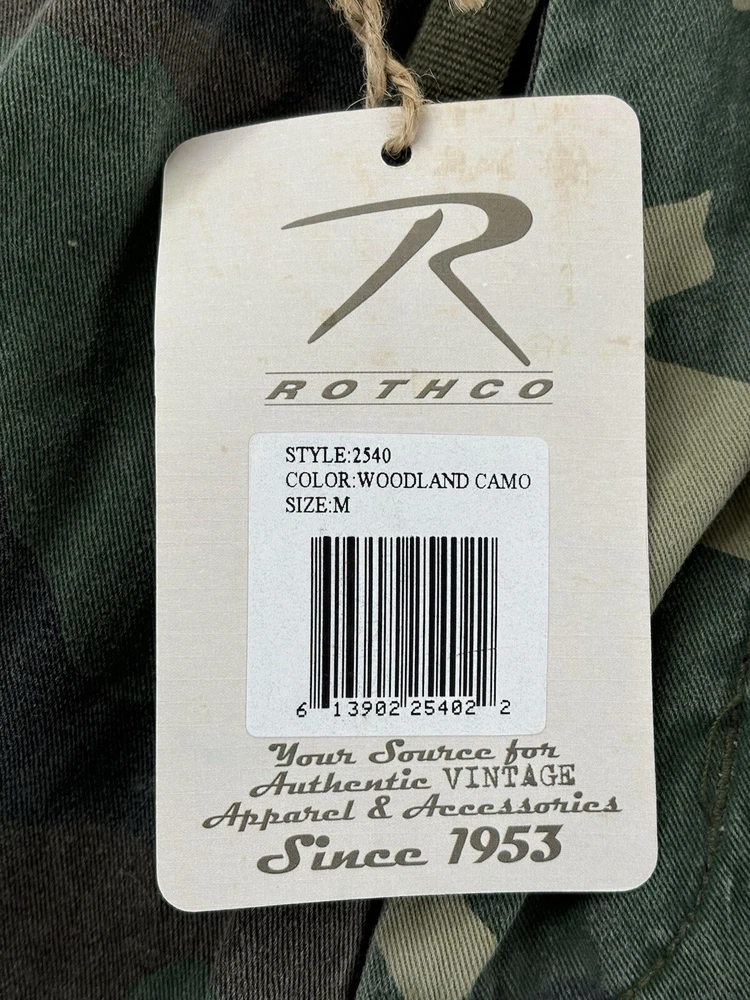 R
ROTHCO
STYLE:2540
COLOR:WOODLAND CAMO
SIZE:M
6 13902 25402 2
Your Source for
Authentic VINTAGE
Apparel & Accessories
Since 1953